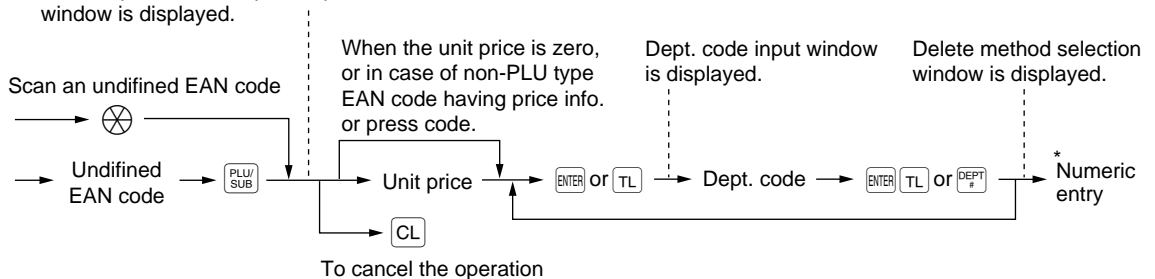 window is displayed.
When the unit price is zero,
or in case of non-PLU type
EAN code having price info.
or press code.
Dept. code input window
is displayed.
Delete method selection
window is displayed.
Scan an undifined EAN code
Undifined
EAN code
PLU/
SUB
Unit price
ENTER or TL
Dept. code
ENTER TL or DEPT
#
*
Numeric
entry
CL
To cancel the operation